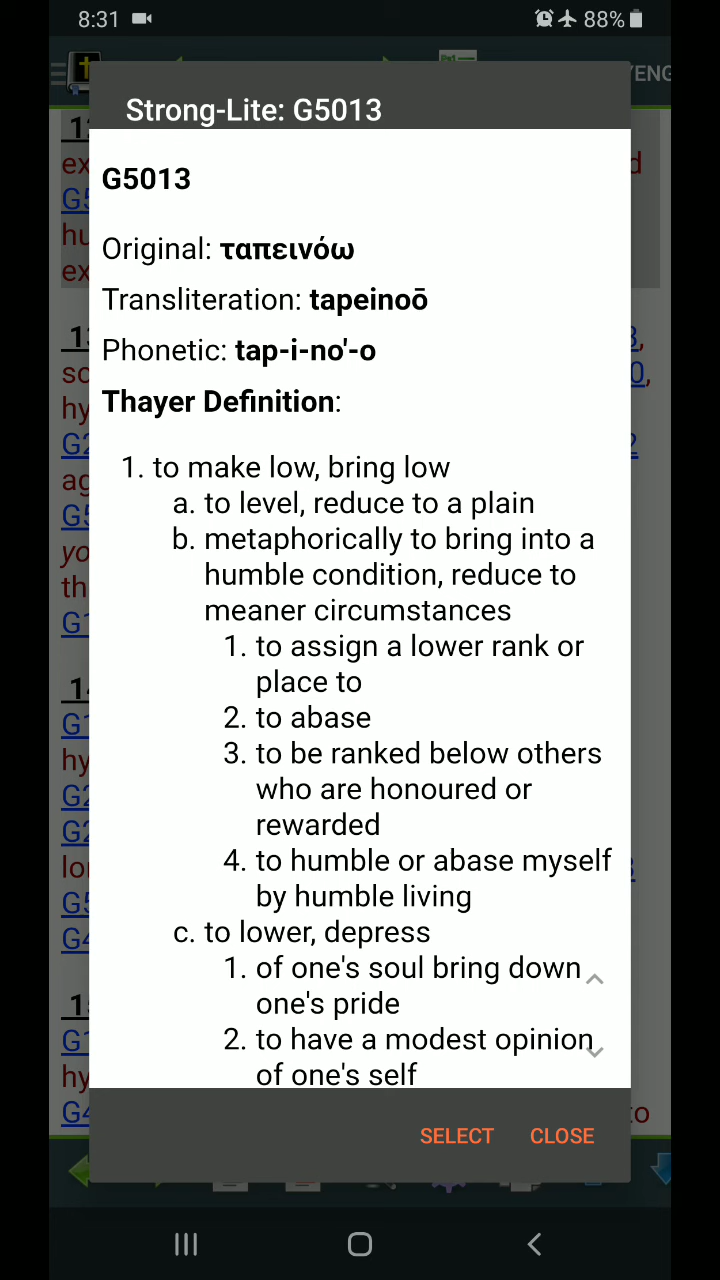 8:31 88%
YENG
Strong-Lite: G5013
G5013
Original: ταπεινόω
Transliteration: tapeinoō
Phonetic: tap-i-no'-o
Thayer Definition:
1. to make low, bring low
a. to level, reduce to a plain
b. metaphorically to bring into a
humble condition, reduce to
meaner circumstances
1. to assign a lower rank or
place to
2. to abase
3. to be ranked below others
who are honoured or
rewarded
4. to humble or abase myself
by humble living
c. to lower, depress
1. of one's soul bring down
one's pride
2. to have a modest opinion
of one's self
SELECT CLOSE